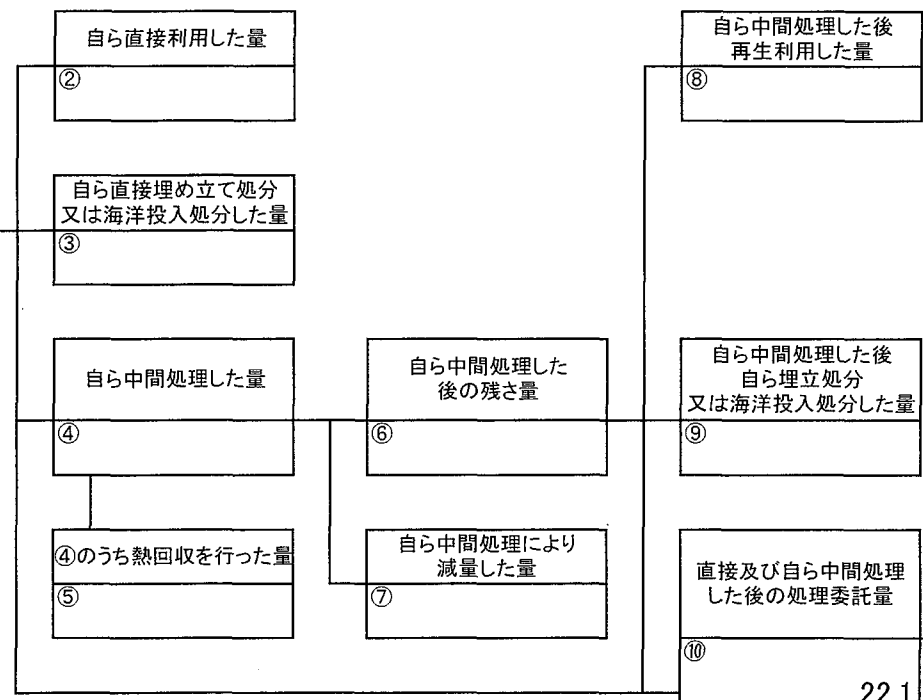 自ら直接利用した量
②
自ら直接埋め立て処分
又は海洋投入処分した量
③
自ら中間処理した量
④
④のうち熱回収を行った量
⑤
自ら中間処理した
後の残さ量
⑥
自ら中間処理により
減量した量
⑦
自ら中間処理した後
再生利用した量
⑧
自ら中間処理した後
自ら埋立処分
又は海洋投入処分した量
⑨
直接及び自ら中間処理
した後の処理委託量
⑩
22.1